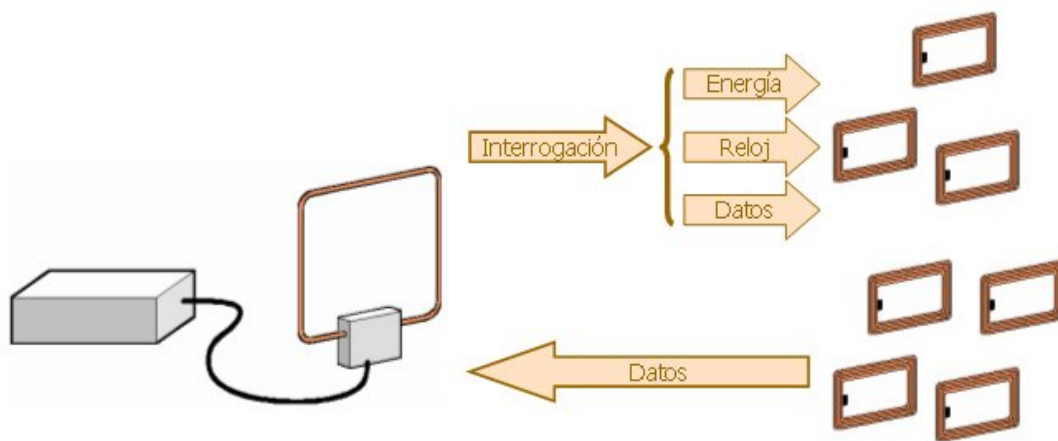 Energía
Interrogación
Reloj
Datos
Datos